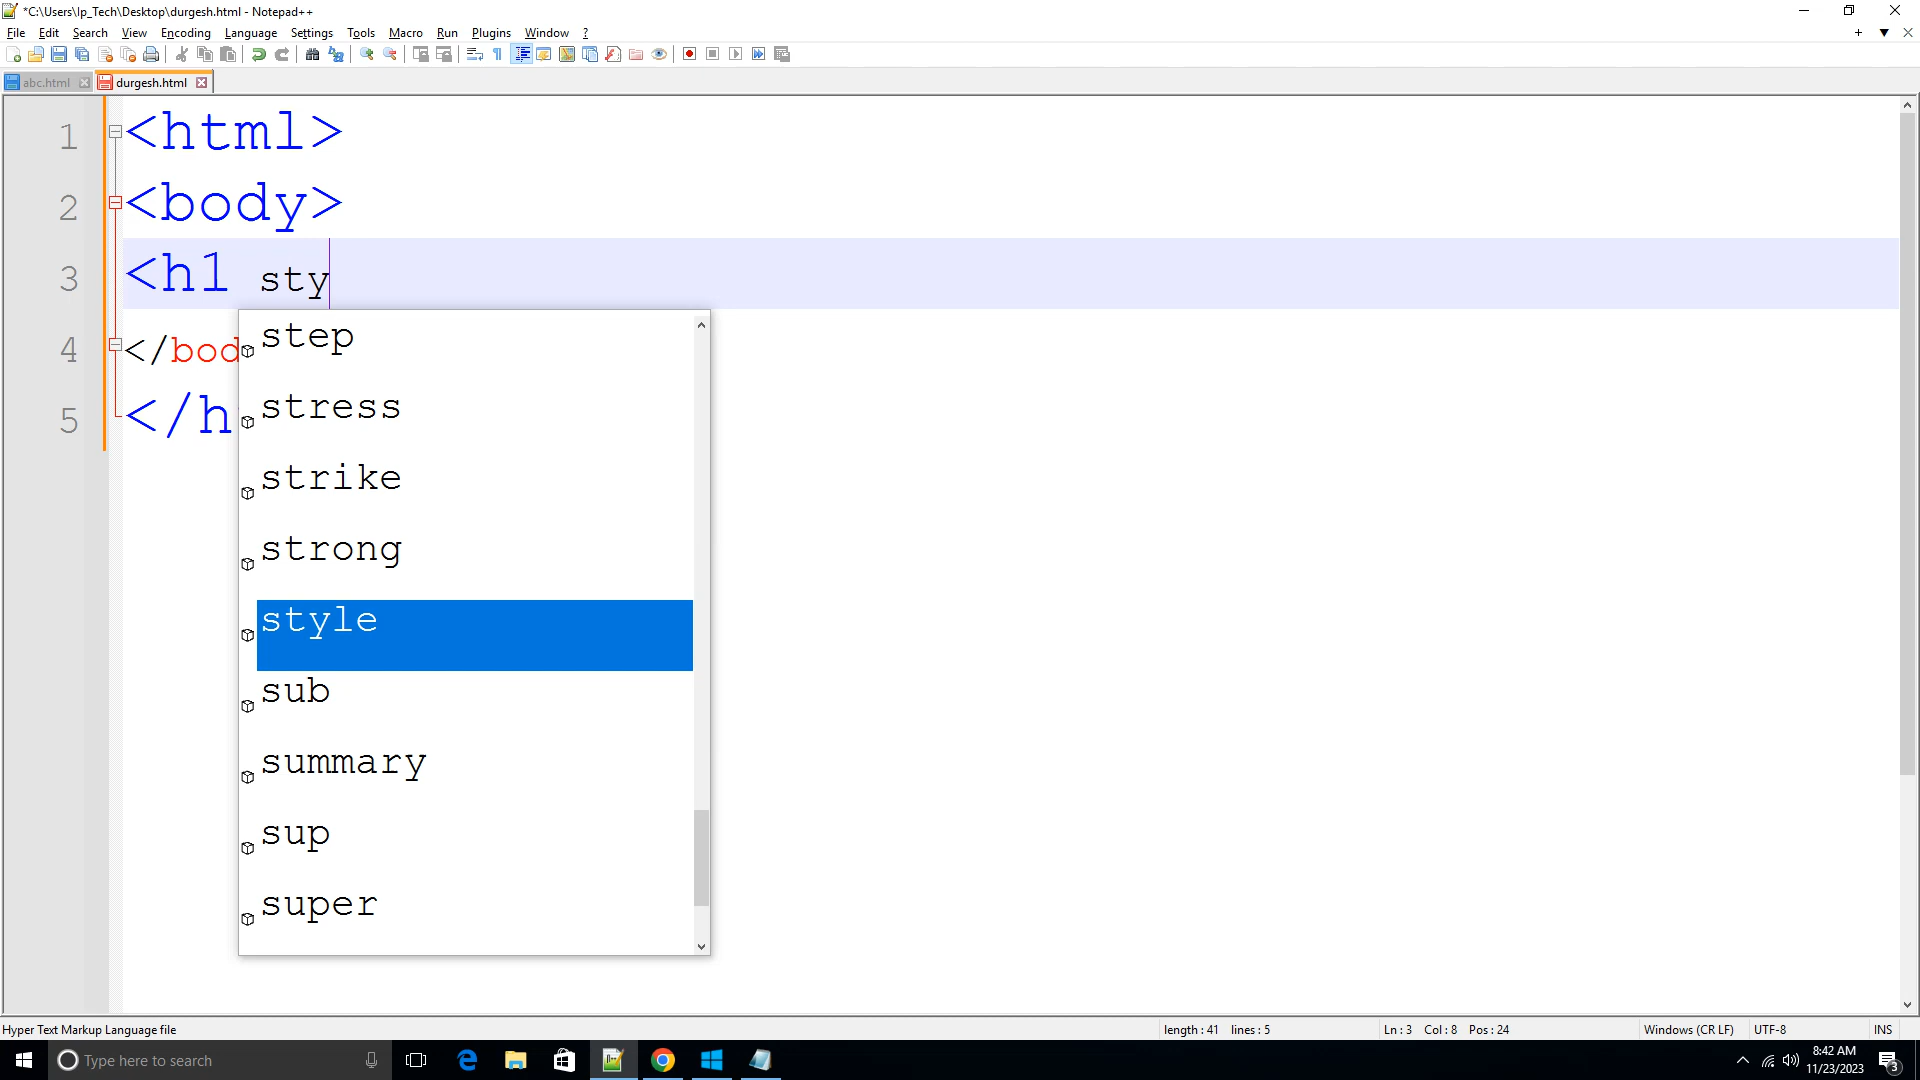 *C:\Users\lp_Tech\Desktop\durgesh.html - Notepad++
File Edit Search View Encoding Language Settings Tools Macro Run Plugins Window ?
abc.html durgesh.html
1 <html>
2 <body>
3 <h1 sty
4 </bod
5 </h
step
stress
strike
strong
style
sub
summary
sup
super
Hyper Text Markup Language file length : 41 lines : 5 Ln : 3 Col : 8 Pos : 24 Windows (CR LF) UTF-8 INS
Type here to search
8:42 AM
11/23/2023
3